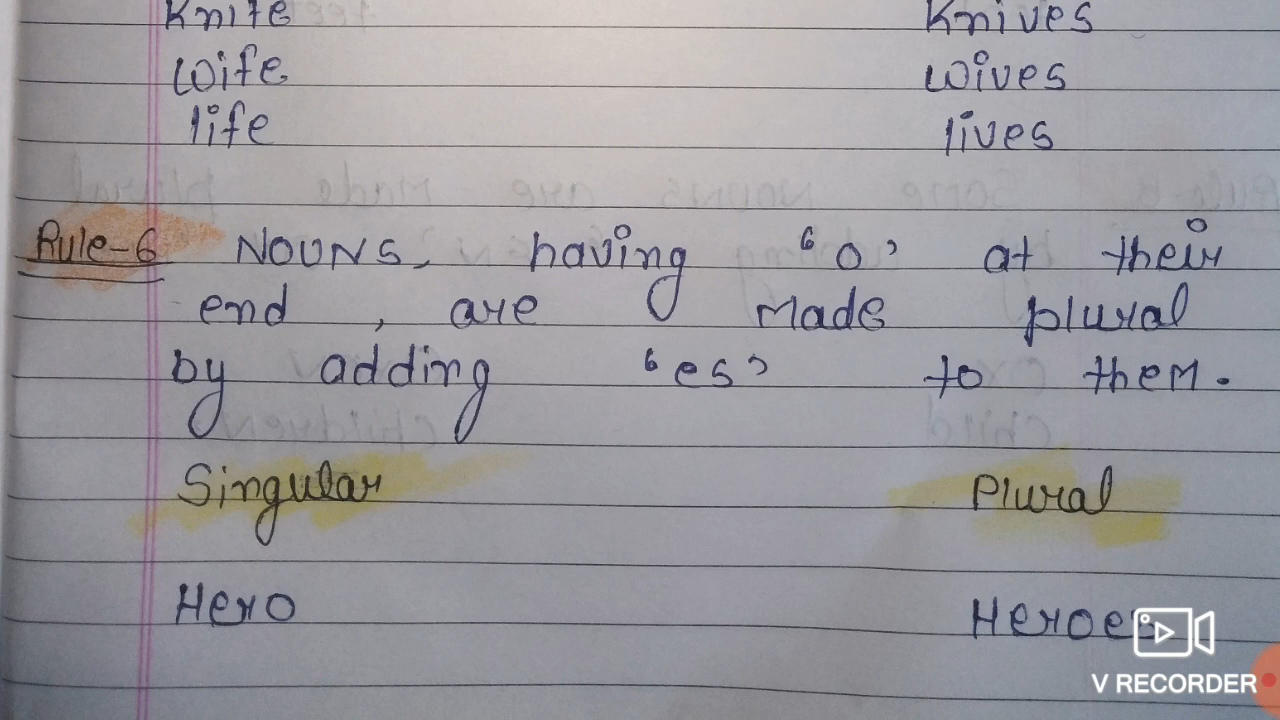 Knife Knives
Wife Wives
life lives
Rule-6 Nouns, having 'o' at their
end, are made plural
by adding 'es' to them.
Singular Plural
Hero Heroes
V RECORDER